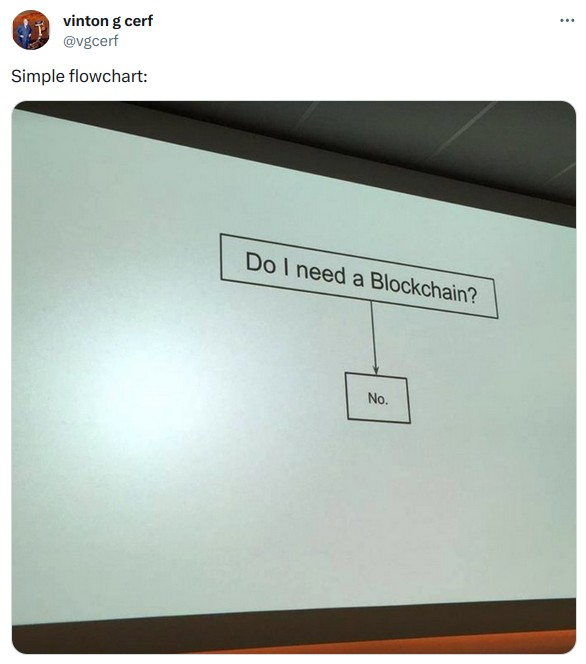 vinton g cerf
@vgcerf
Simple flowchart:
Do I need a Blockchain?
No.